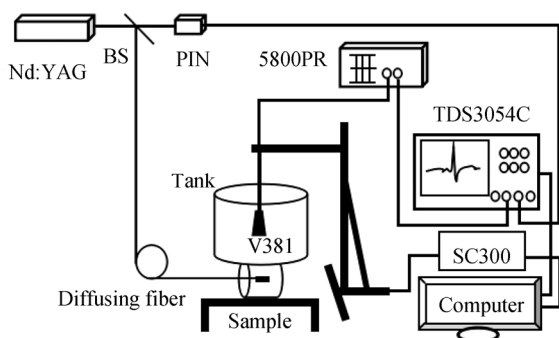 Nd:YAG
BS
PIN
5800PR
TDS3054C
Tank
V381
SC300
Diffusing fiber
Sample
Computer